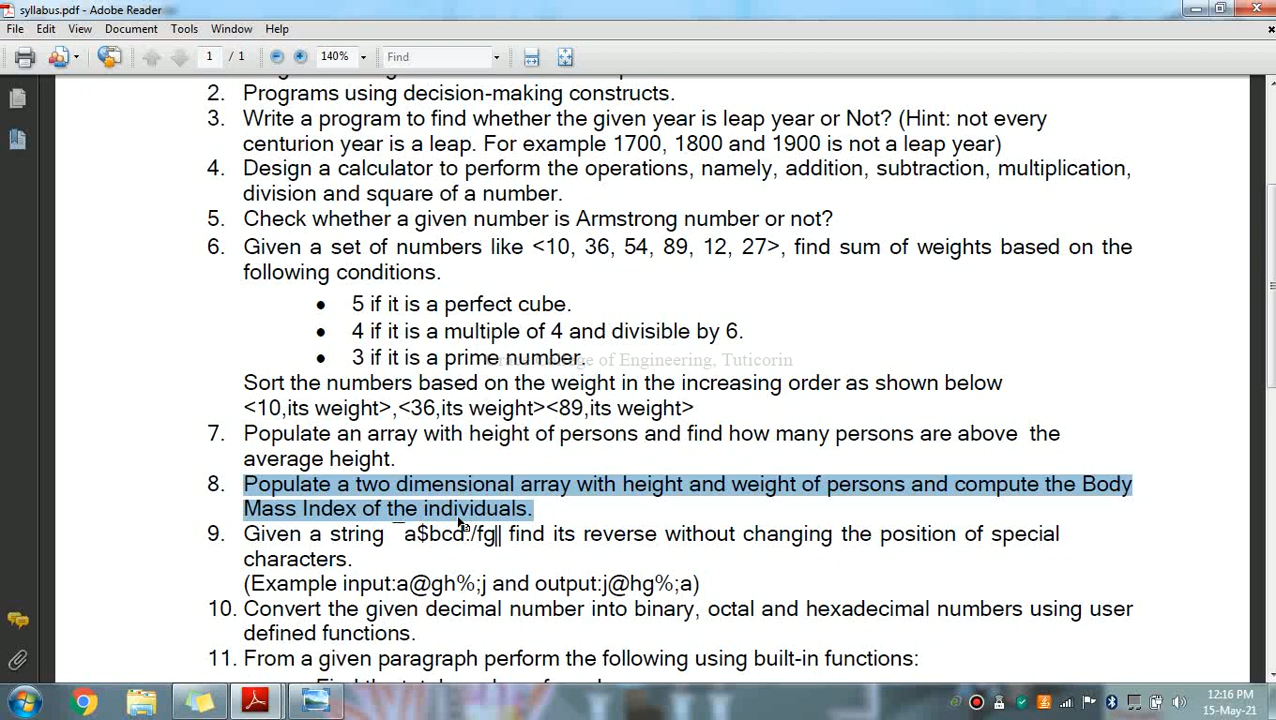 syllabus.pdf - Adobe Reader
File Edit View Document Tools Window Help
1 / 1 140% Find
2. Programs using decision-making constructs.
3. Write a program to find whether the given year is leap year or Not? (Hint: not every
centurion year is a leap. For example 1700, 1800 and 1900 is not a leap year)
4. Design a calculator to perform the operations, namely, addition, subtraction, multiplication,
division and square of a number.
5. Check whether a given number is Armstrong number or not?
6. Given a set of numbers like <10, 36, 54, 89, 12, 27>, find sum of weights based on the
following conditions.
• 5 if it is a perfect cube.
• 4 if it is a multiple of 4 and divisible by 6.
• 3 if it is a prime number.
of Engineering, Tuticorin
Sort the numbers based on the weight in the increasing order as shown below
<10,its weight>,<36,its weight><89,its weight>
7. Populate an array with height of persons and find how many persons are above the
average height.
8. Populate a two dimensional array with height and weight of persons and compute the Body
Mass Index of the individuals.
9. Given a string ¯a$bcd./fg‖ find its reverse without changing the position of special
characters.
(Example input:a@gh%;j and output:j@hg%;a)
10. Convert the given decimal number into binary, octal and hexadecimal numbers using user
defined functions.
11. From a given paragraph perform the following using built-in functions:
12:16 PM
15-May-21